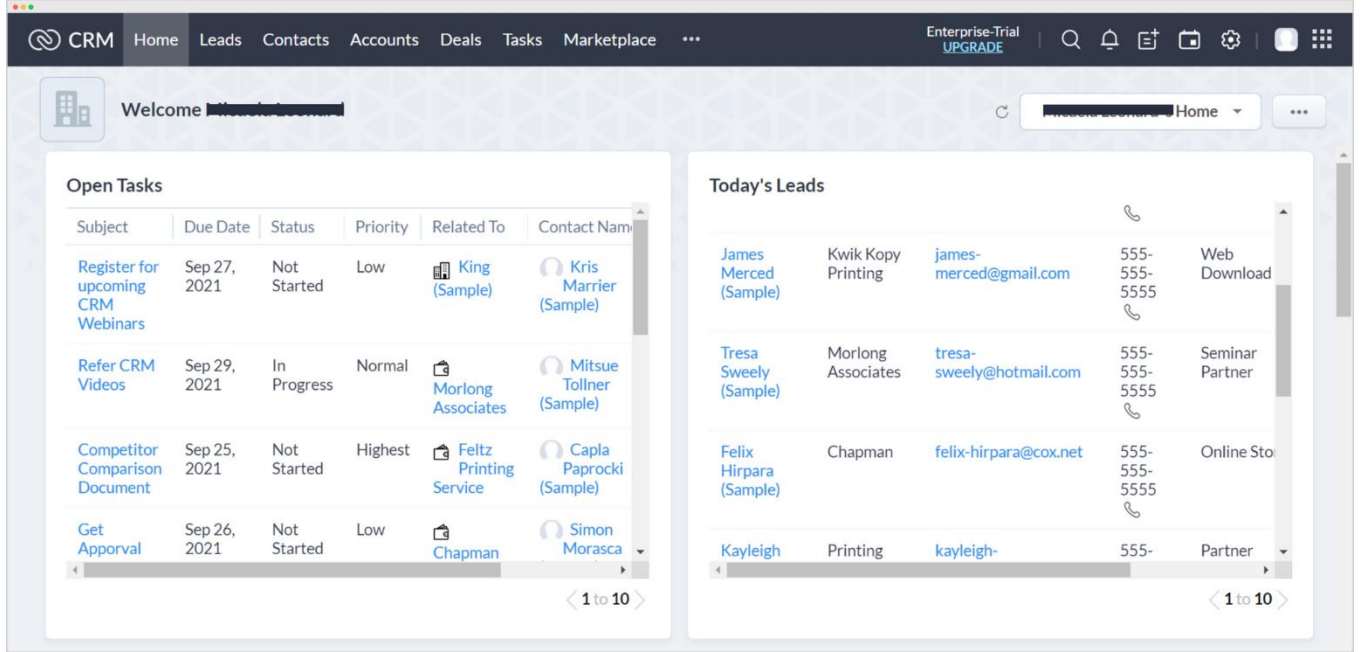 CRM Home Leads Contacts Accounts Deals Tasks Marketplace ••• Enterprise-Trial
UPGRADE
Welcome
Home
•••
Open Tasks
Subject Due Date Status Priority Related To Contact Name
Register for Sep 27, Not Low King Kris
upcoming 2021 Started (Sample) Marrier
CRM (Sample)
Webinars
Refer CRM Sep 29, In Normal Mitsue
Videos 2021 Progress Morlong Tollner
Associates (Sample)
Competitor Sep 25, Not Highest Feltz Capla
Comparison 2021 Started Printing Paprocki
Document Service (Sample)
Get Sep 26, Not Low Simon
Apporval 2021 Started Chapman Morasca
1 to 10
Today's Leads
James Kwik Kopy james- 555- Web
Merced Printing merced@gmail.com 555- Download
(Sample) 5555
Tresa Morlong tresa- 555- Seminar
Sweely Associates sweely@hotmail.com 555- Partner
(Sample) 5555
Felix Chapman felix-hirpara@cox.net 555- Online Sto
Hirpara 555-
(Sample) 5555
Kayleigh Printing kayleigh- 555- Partner
1 to 10